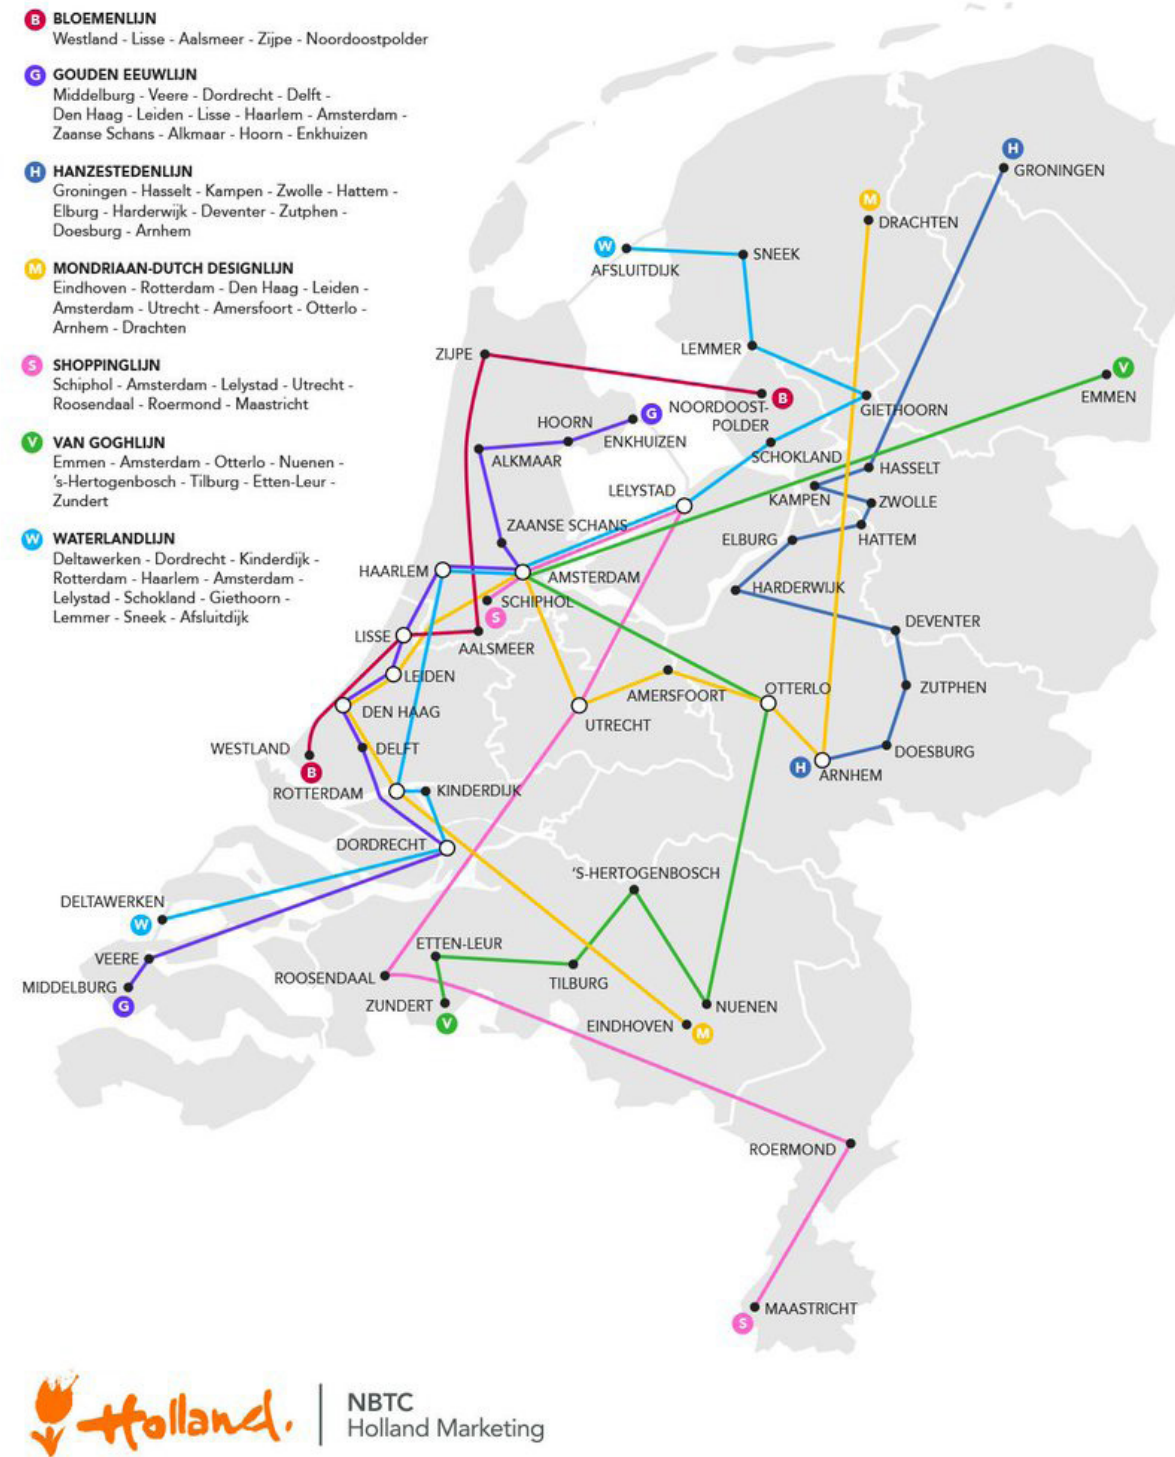 B BLOEMENLIJN
Westland - Lisse - Aalsmeer - Zijpe - Noordoostpolder
G GOUDEN EEUWLIJN
Middelburg - Veere - Dordrecht - Delft -
Den Haag - Leiden - Lisse - Haarlem - Amsterdam -
Zaanse Schans - Alkmaar - Hoorn - Enkhuizen
H HANZESTEDENLIJN
Groningen - Hasselt - Kampen - Zwolle - Hattem -
Elburg - Harderwijk - Deventer - Zutphen -
Doesburg - Arnhem
M MONDRIAAN-DUTCH DESIGNLIJN
Eindhoven - Rotterdam - Den Haag - Leiden -
Amsterdam - Utrecht - Amersfoort - Otterlo -
Arnhem - Drachten
S SHOPPINGLIJN
Schiphol - Amsterdam - Lelystad - Utrecht -
Roosendaal - Roermond - Maastricht
V VAN GOGHLIJN
Emmen - Amsterdam - Otterlo - Nuenen -
's-Hertogenbosch - Tilburg - Etten-Leur -
Zundert
W WATERLANDLIJN
Deltawerken - Dordrecht - Kinderdijk -
Rotterdam - Haarlem - Amsterdam -
Lelystad - Schokland - Giethoorn -
Lemmer - Sneek - Afsluitdijk
H
GRONINGEN
M
DRACHTEN
W
AFSLUITDIJK
SNEEK
LEMMER
ZIJPE
V
EMMEN
B
NOORDOOST-
POLDER
GIETHOORN
G
HOORN
ENKHUIZEN
ALKMAAR
SCHOKLAND
HASSELT
LELYSTAD
KAMPEN
ZWOLLE
ZAANSE SCHANS
ELBURG
HATTEM
HAARLEM
AMSTERDAM
HARDERWIJK
SCHIPHOL
S
DEVENTER
LISSE
AALSMEER
LEIDEN
AMERSFOORT
OTTERLO
ZUTPHEN
DEN HAAG
UTRECHT
WESTLAND
B
DELFT
DOESBURG
H
ARNHEM
ROTTERDAM
KINDERDIJK
DORDRECHT
'S-HERTOGENBOSCH
DELTAWERKEN
W
ETTEN-LEUR
VEERE
ROOSENDAAL
TILBURG
MIDDELBURG
G
ZUNDERT
V
NUENEN
EINDHOVEN
M
ROERMOND
MAASTRICHT
S
Holland.
NBTC
Holland Marketing